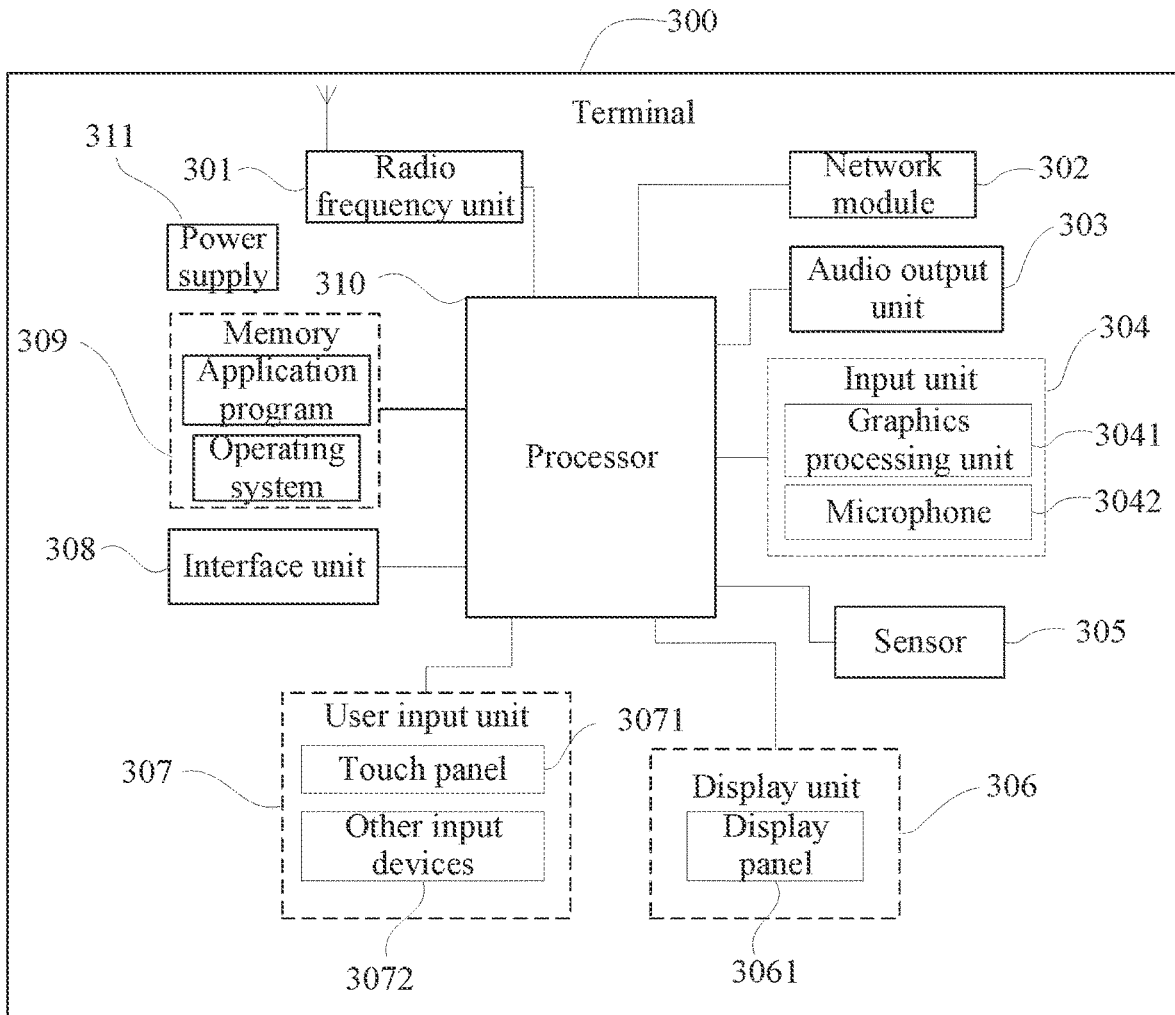 300
Terminal
311
301
Radio
frequency unit
Network
module
302
Power
supply
303
Audio output
unit
310
309
Memory
Application
program
Operating
system
304
Input unit
Graphics
processing unit
3041
Microphone
3042
Processor
308
Interface unit
Sensor
305
User input unit
3071
307
Touch panel
Other input
devices
3072
Display unit
306
Display
panel
3061